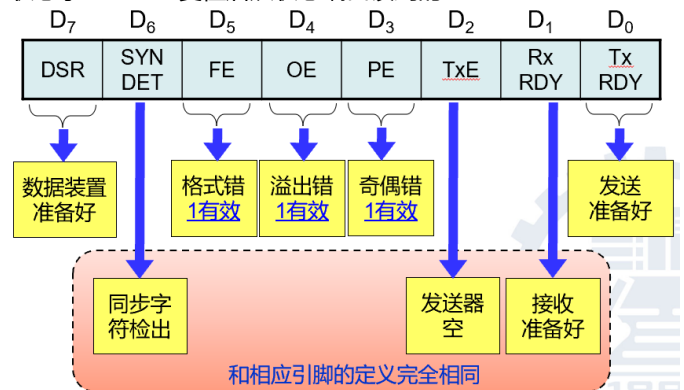 D7 D6 D5 D4 D3 D2 D1 D0
DSR
SYN
DET
FE
OE
PE
TxE
Rx
RDY
Tx
RDY
数据装置
准备好
格式错
1有效
溢出错
1有效
奇偶错
1有效
发送
准备好
同步字
符检出
发送器
空
接收
准备好
和相应引脚的定义完全相同